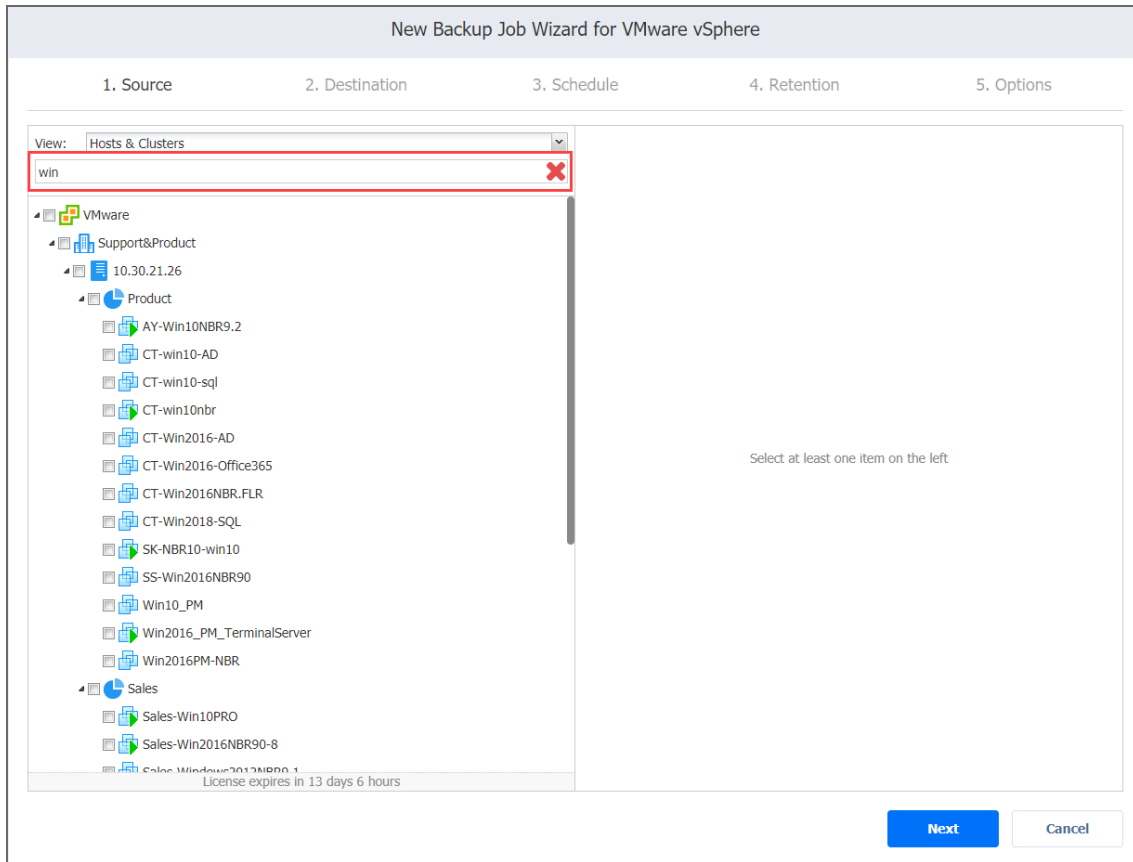 New Backup Job Wizard for VMware vSphere
1. Source 2. Destination 3. Schedule 4. Retention 5. Options
View: Hosts & Clusters
win
VMware
Support&Product
10.30.21.26
Product
AY-Win10NBR9.2
CT-win10-AD
CT-win10-sql
CT-win10nbr
CT-Win2016-AD
Select at least one item on the left
CT-Win2016-Office365
CT-Win2016NBR.FLR
CT-Win2018-SQL
SK-NBR10-win10
SS-Win2016NBR90
Win10_PM
Win2016_PM_TerminalServer
Win2016PM-NBR
Sales
Sales-Win10PRO
Sales-Win2016NBR90-8
Sales-Windows2012NBR9.1
License expires in 13 days 6 hours
Next Cancel